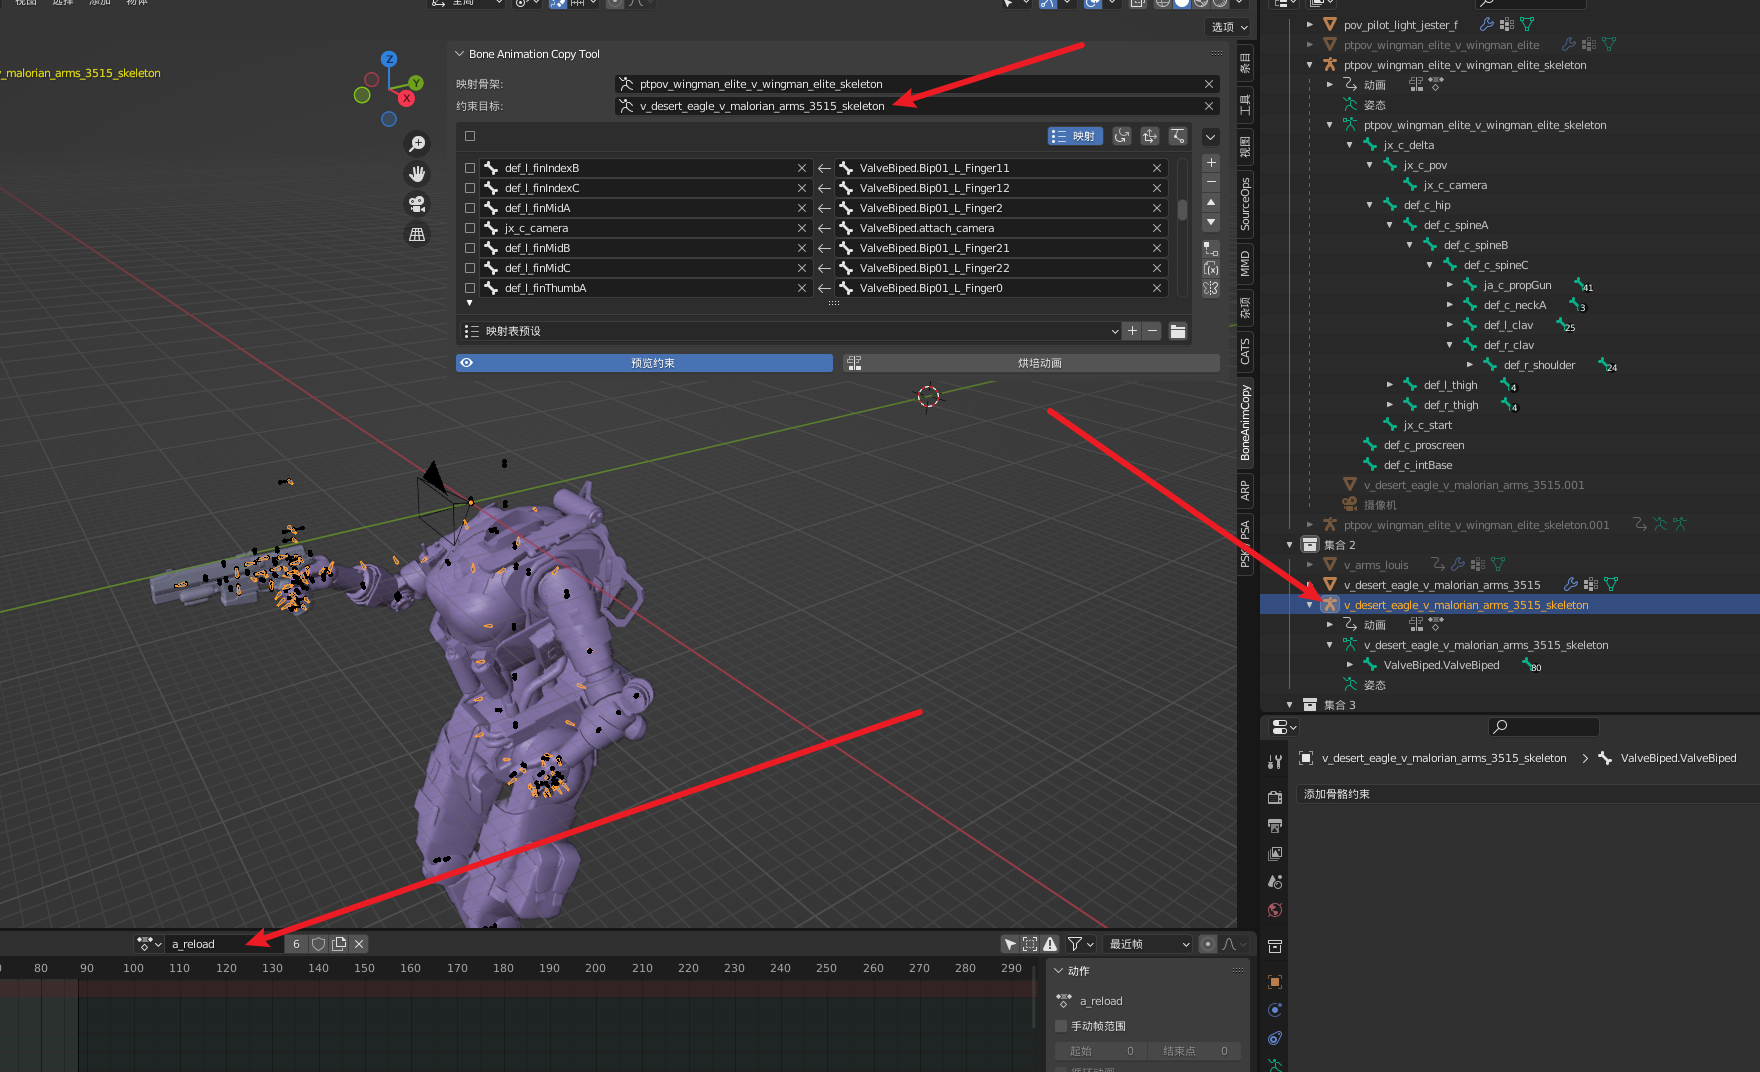 视图 选择 添加 物体
全局
选项
v_malorian_arms_3515_skeleton
Z
Y
X
Bone Animation Copy Tool
映射骨架:
ptpov_wingman_elite_v_wingman_elite_skeleton
约束目标:
v_desert_eagle_v_malorian_arms_3515_skeleton
映射
def_l_finIndexB ValveBiped.Bip01_L_Finger11
def_l_finIndexC ValveBiped.Bip01_L_Finger12
def_l_finMidA ValveBiped.Bip01_L_Finger2
jx_c_camera ValveBiped.attach_camera
def_l_finMidB ValveBiped.Bip01_L_Finger21
def_l_finMidC ValveBiped.Bip01_L_Finger22
def_l_finThumbA ValveBiped.Bip01_L_Finger0
映射表预设
预览约束 烘培动画
条目
工具
视图
SourceOps
MMD
杂项
CATS
BoneAnimCopy
ARP
PSK / PSA
pov_pilot_light_jester_f
ptpov_wingman_elite_v_wingman_elite
ptpov_wingman_elite_v_wingman_elite_skeleton
动画
姿态
ptpov_wingman_elite_v_wingman_elite_skeleton
jx_c_delta
jx_c_pov
jx_c_camera
def_c_hip
def_c_spineA
def_c_spineB
def_c_spineC
ja_c_propGun 41
def_c_neckA 3
def_l_clav 25
def_r_clav
def_r_shoulder 24
def_l_thigh 4
def_r_thigh 4
jx_c_start
def_c_proscreen
def_c_intBase
v_desert_eagle_v_malorian_arms_3515.001
摄像机
ptpov_wingman_elite_v_wingman_elite_skeleton.001
集合 2
v_arms_louis
v_desert_eagle_v_malorian_arms_3515
v_desert_eagle_v_malorian_arms_3515_skeleton
动画
v_desert_eagle_v_malorian_arms_3515_skeleton
ValveBiped.ValveBiped 80
姿态
集合 3
v_desert_eagle_v_malorian_arms_3515_skeleton ValveBiped.ValveBiped
添加骨骼约束
a_reload 6
最近帧
80 90 100 110 120 130 140 150 160 170 180 190 200 210 220 230 240 250 260 270 280 290
动作
a_reload
手动帧范围
起始 0 结束点 0
循环动画